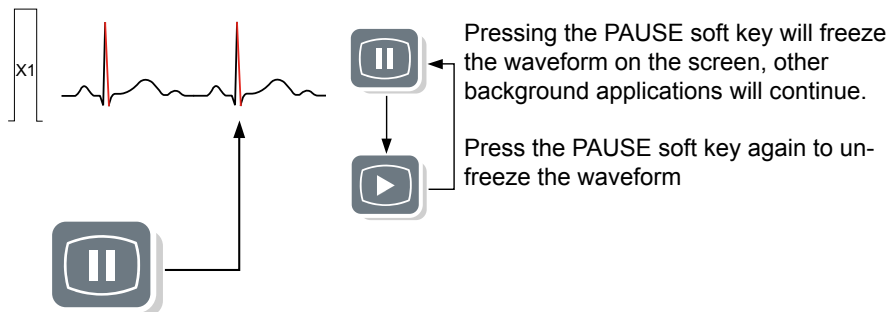 X1
Pressing the PAUSE soft key will freeze
the waveform on the screen, other
background applications will continue.
Press the PAUSE soft key again to un-
freeze the waveform